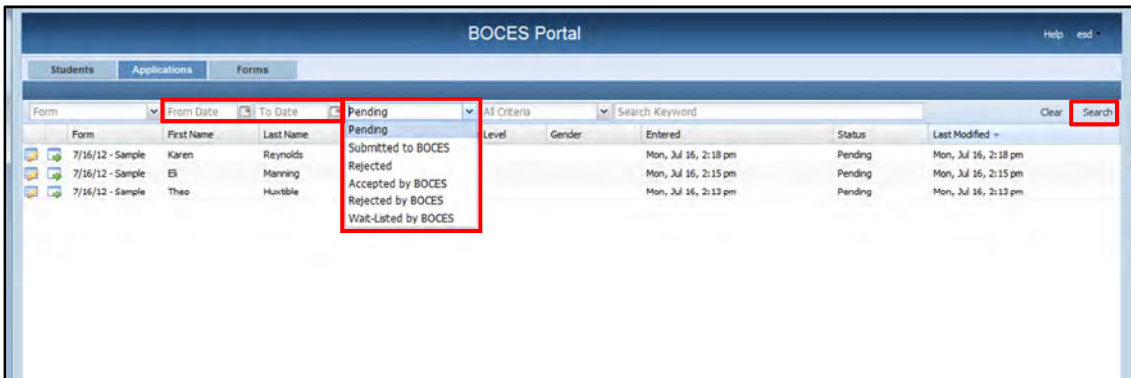 BOCES Portal
Help esd
Students Applications Forms
Form From Date To Date Pending All Criteria Search Keyword Clear Search
Form First Name Last Name Level Gender Entered Status Last Modified
7/16/12 - Sample Karen Reynolds Mon, Jul 16, 2:18 pm Pending Mon, Jul 16, 2:18 pm
7/16/12 - Sample Eli Manning Mon, Jul 16, 2:15 pm Pending Mon, Jul 16, 2:15 pm
7/16/12 - Sample Theo Huxtible Mon, Jul 16, 2:13 pm Pending Mon, Jul 16, 2:13 pm
Pending
Submitted to BOCES
Rejected
Accepted by BOCES
Rejected by BOCES
Wait-Listed by BOCES